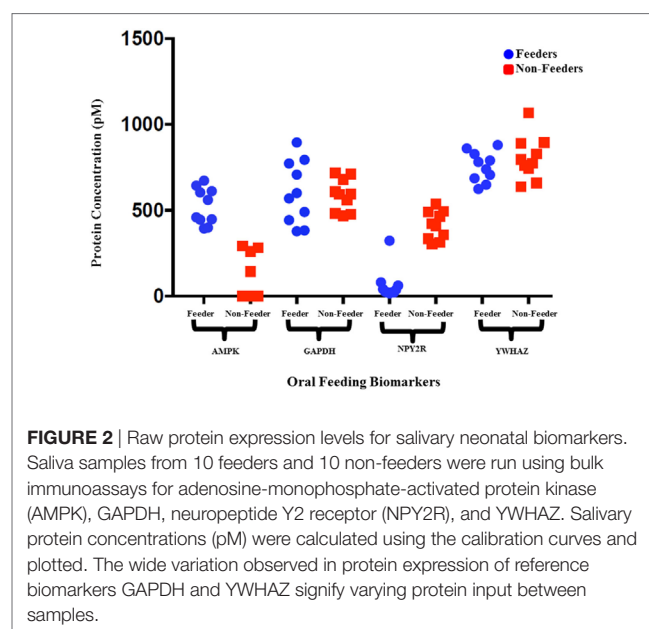 1500
1000
500
0
Protein Concentration (pM)
Feeders
Non-Feeders
Feeder Non-Feeder Feeder Non-Feeder Feeder Non-Feeder Feeder Non-Feeder
AMPK GAPDH NPY2R YWHAZ
Oral Feeding Biomarkers
FIGURE 2 | Raw protein expression levels for salivary neonatal biomarkers.
Saliva samples from 10 feeders and 10 non-feeders were run using bulk
immunoassays for adenosine-monophosphate-activated protein kinase
(AMPK), GAPDH, neuropeptide Y2 receptor (NPY2R), and YWHAZ. Salivary
protein concentrations (pM) were calculated using the calibration curves and
plotted. The wide variation observed in protein expression of reference
biomarkers GAPDH and YWHAZ signify varying protein input between
samples.